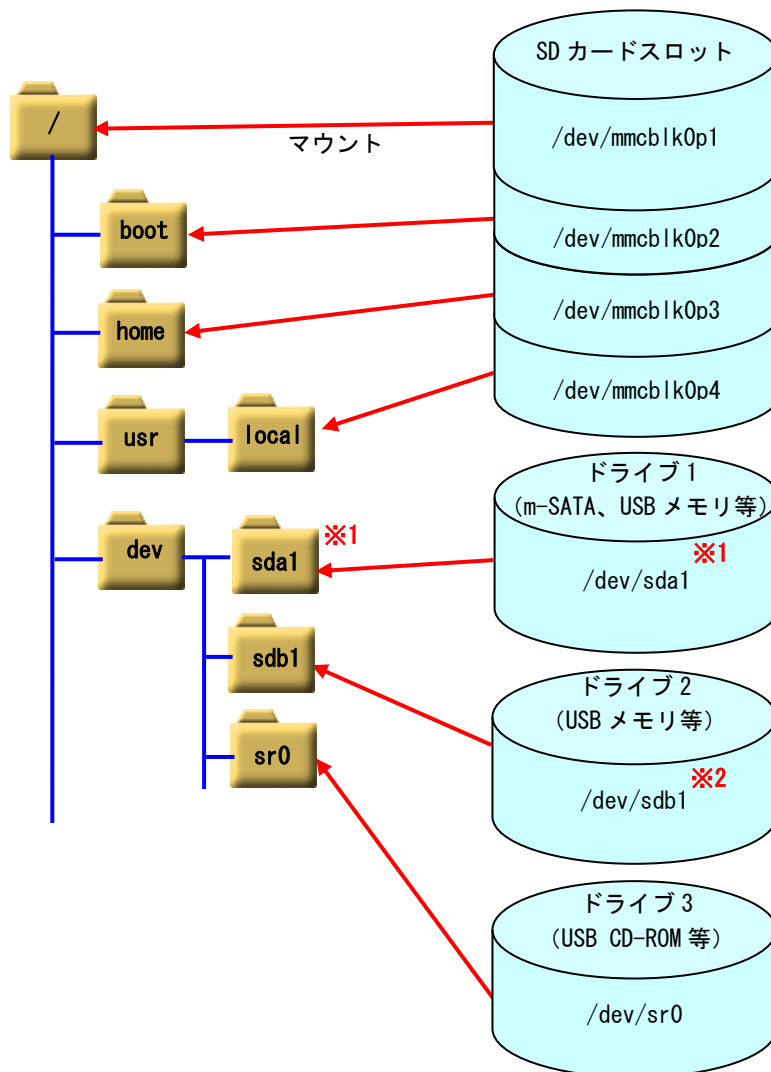 SD カードスロット
/
マウント
/dev/mmcblk0p1
boot
/dev/mmcblk0p2
home
/dev/mmcblk0p3
usr
local
/dev/mmcblk0p4
ドライブ 1
(m-SATA、USB メモリ等)
dev
sda1
※1
/dev/sda1
※1
sdb1
ドライブ 2
(USB メモリ等)
sr0
/dev/sdb1
※2
ドライブ 3
(USB CD-ROM 等)
/dev/sr0